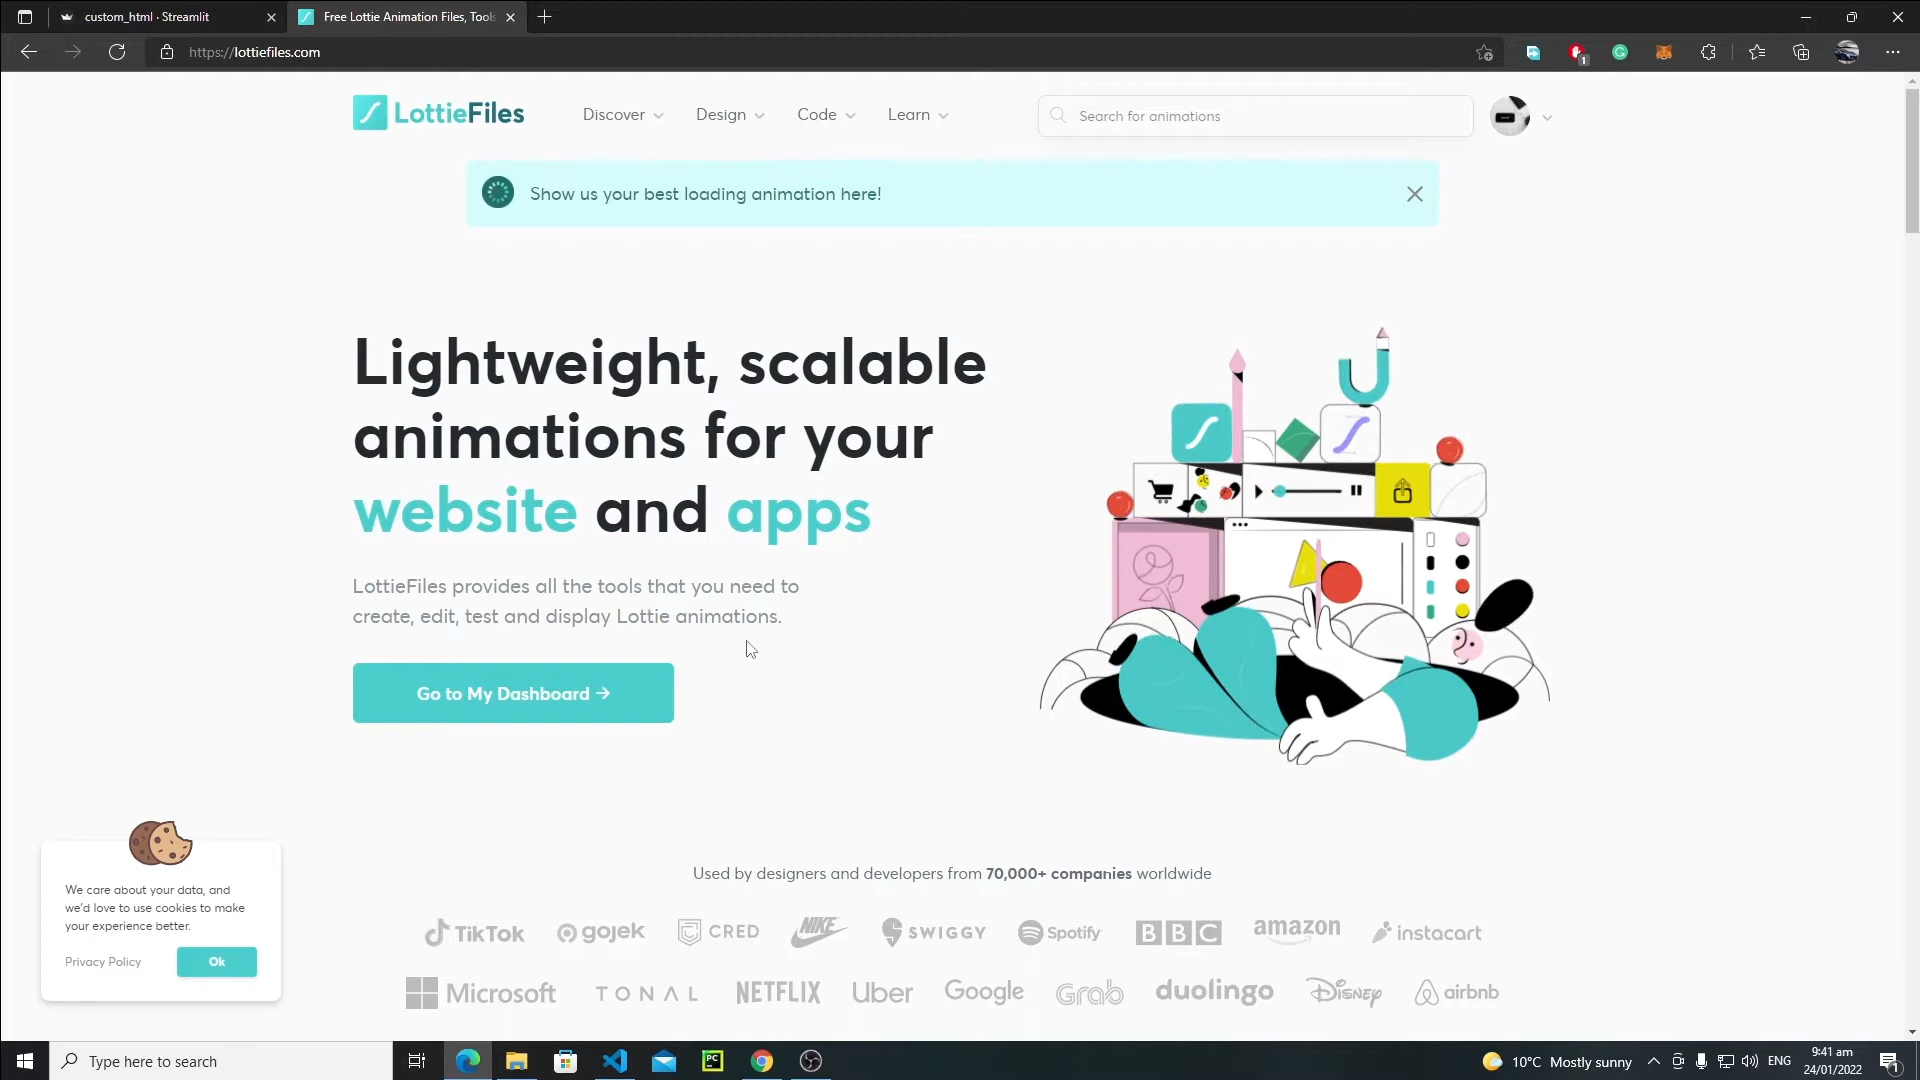 custom_html · Streamlit
Free Lottie Animation Files, Tools
https://lottiefiles.com
1
LottieFiles
Discover
Design
Code
Learn
Search for animations
Show us your best loading animation here!
Lightweight, scalable
animations for your
website and apps
LottieFiles provides all the tools that you need to
create, edit, test and display Lottie animations.
Go to My Dashboard →
We care about your data, and
we'd love to use cookies to make
your experience better.
Privacy Policy
Ok
Used by designers and developers from 70,000+ companies worldwide
TikTok gojek CRED NIKE SWIGGY Spotify BBC amazon instacart
Microsoft TONAL NETFLIX Uber Google Grab duolingo Disney airbnb
Type here to search
PC
10°C Mostly sunny
ENG
9:41 am
24/01/2022
1